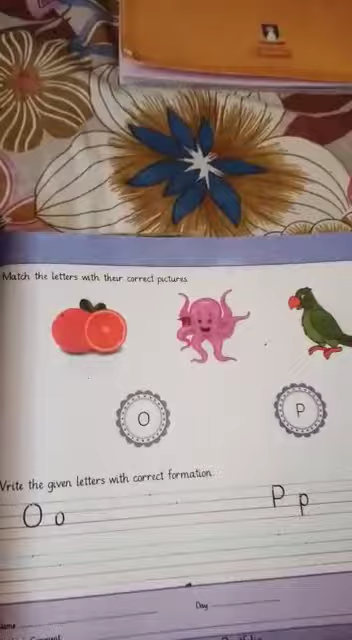 Match the letters with their correct pictures
O P
Write the given letters with correct formation.
O o P p
Day